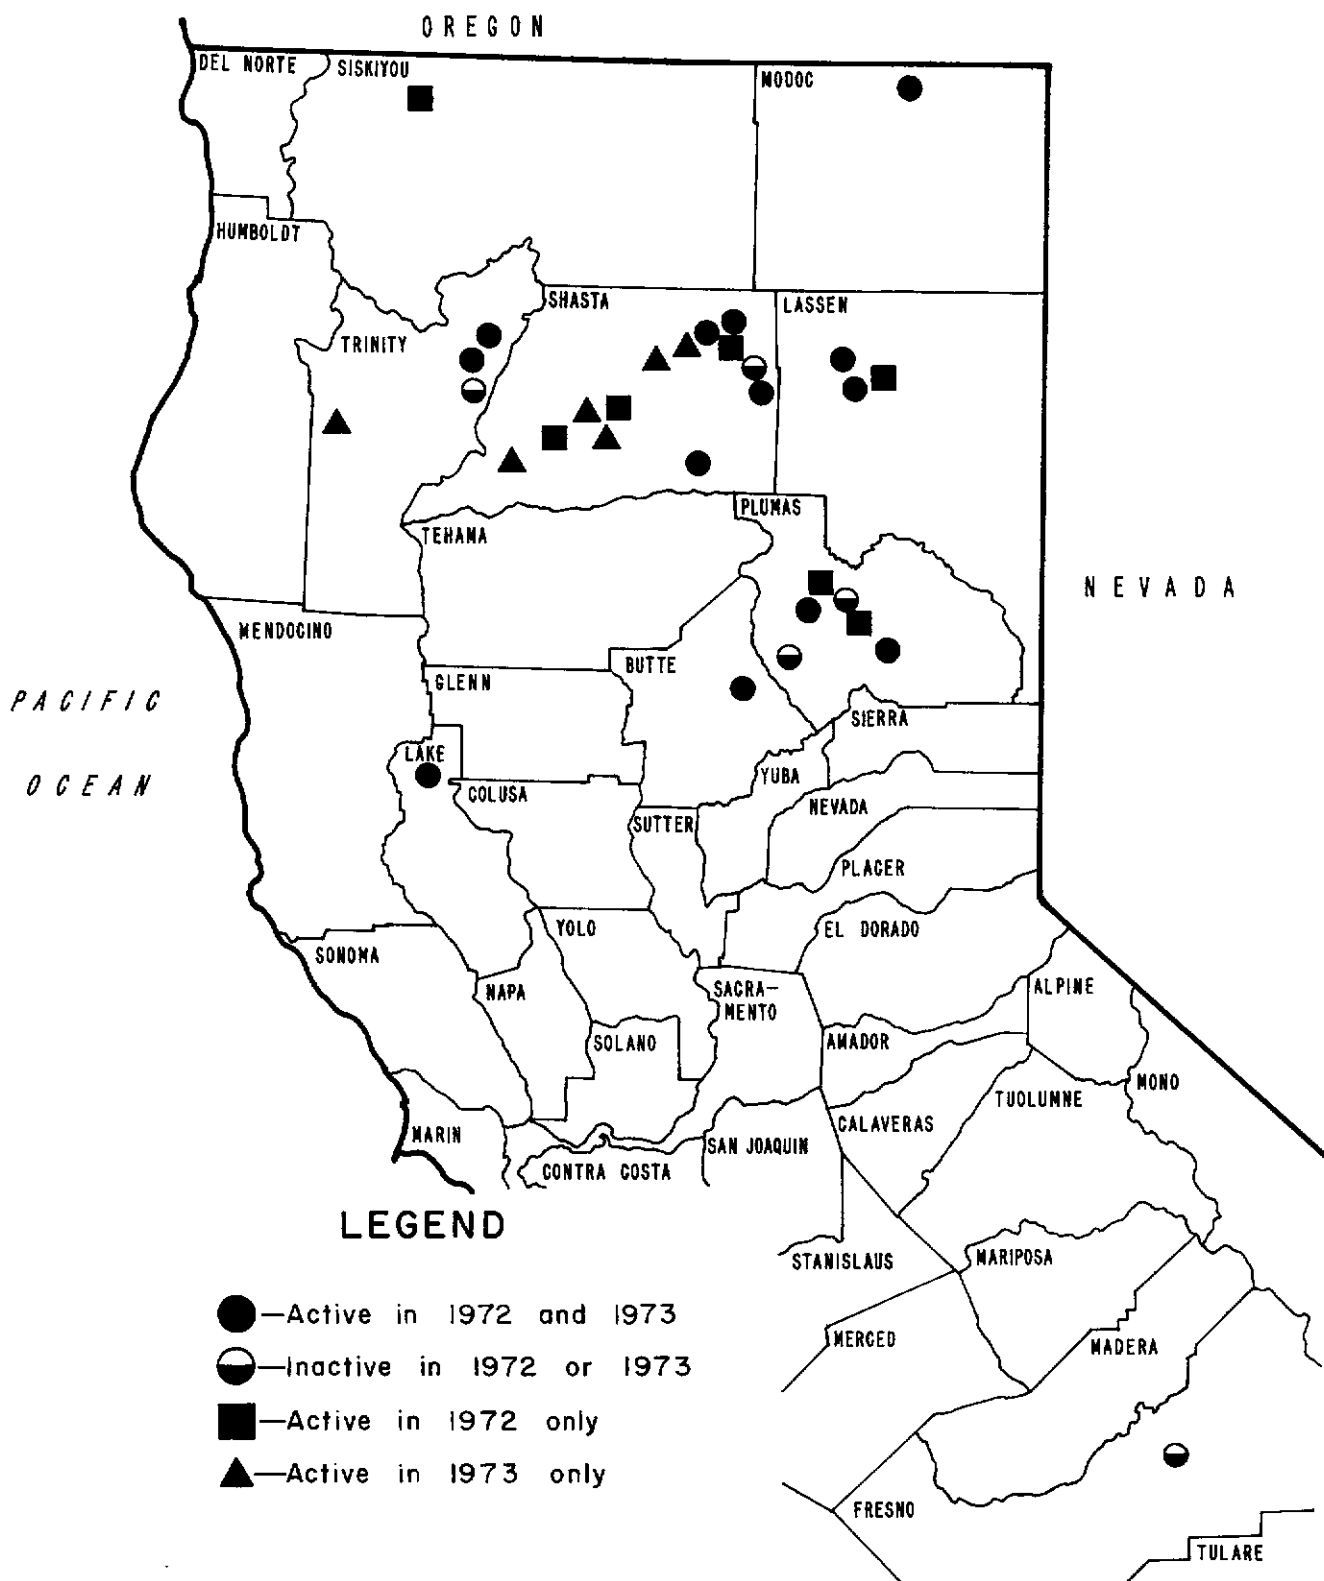 OREGON
DEL NORTE
SISKIYOU
MODOC
HUMBOLDT
TRINITY
SHASTA
LASSEN
TEHAMA
PLUMAS
NEVADA
MENDOCINO
GLENN
BUTTE
PACIFIC
OCEAN
SIERRA
LAKE
COLUSA
YUBA
NEVADA
SUTTER
PLACER
EL DORADO
SONOMA
YOLO
NAPA
SACRA-
MENTO
ALPINE
SOLANO
AMADOR
MONO
TUOLUMNE
MARIN
CALAVERAS
SAN JOAQUIN
CONTRA COSTA
STANISLAUS
MARIPOSA
MERCED
MADERA
FRESNO
TULARE
LEGEND
—Active in 1972 and 1973
—Inactive in 1972 or 1973
—Active in 1972 only
—Active in 1973 only